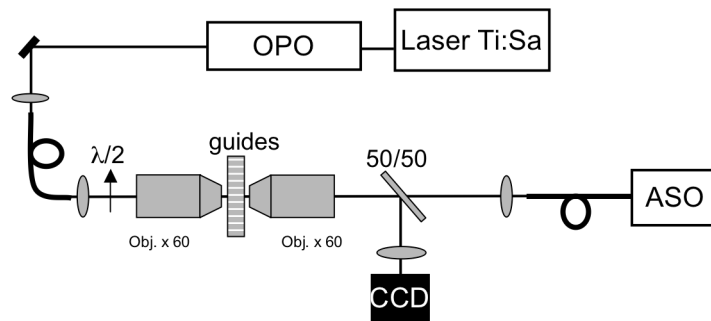 OPO
Laser Ti:Sa
λ/2
guides
50/50
ASO
Obj. x 60
Obj. x 60
CCD